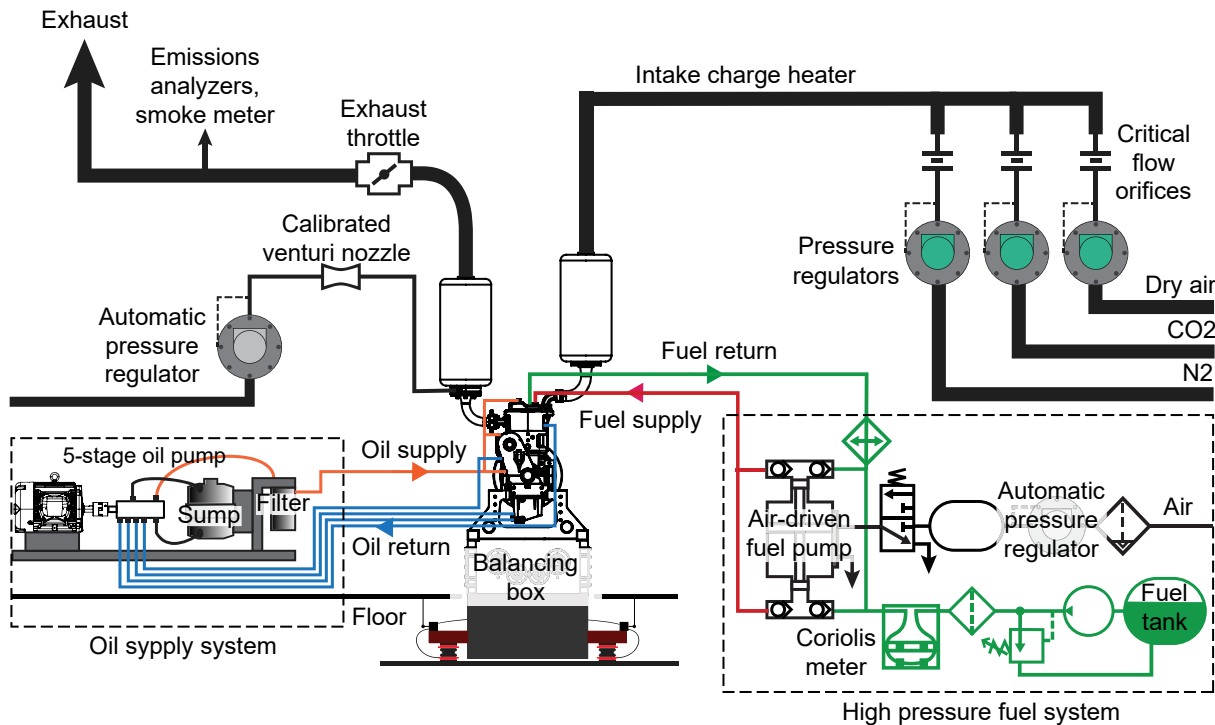 Exhaust
Emissions
analyzers,
smoke meter
Exhaust
throttle
Intake charge heater
Critical
flow
orifices
Calibrated
venturi nozzle
Pressure
regulators
Dry air
CO2
N2
Automatic
pressure
regulator
Fuel return
Fuel supply
Oil supply
5-stage oil pump
Sump
Filter
Oil return
Balancing
box
Floor
Oil supply system
Air-driven
fuel pump
Automatic
pressure
regulator
Air
Fuel
tank
Coriolis
meter
High pressure fuel system